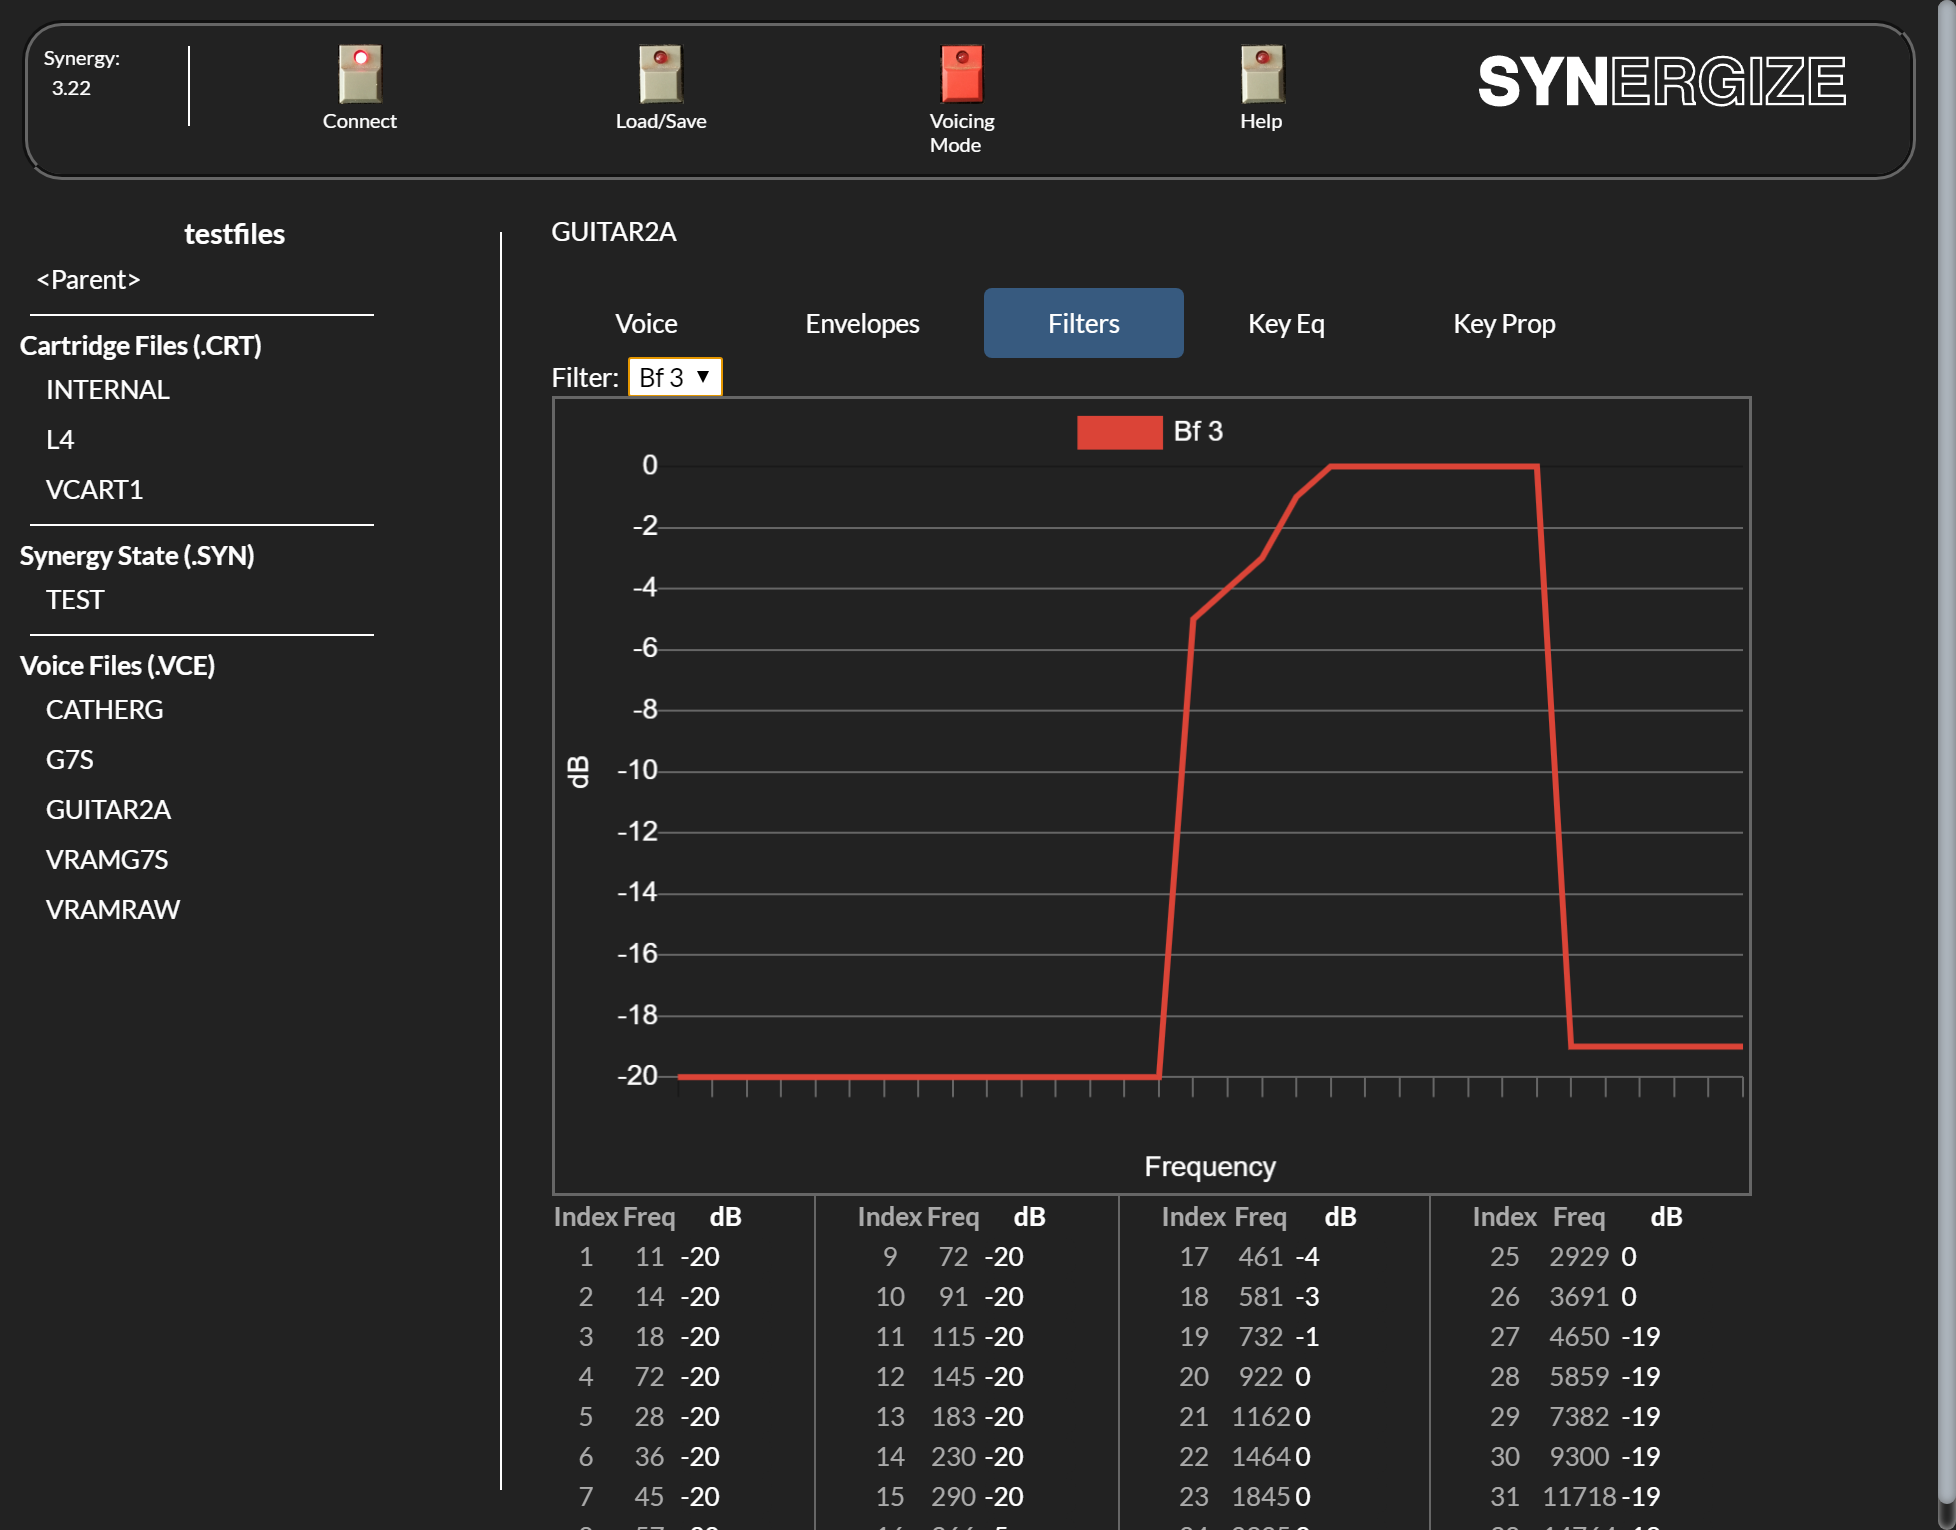 Synergy:
3.22
Connect
Load/Save
Voicing
Mode
Help
SYNERGIZE
testfiles
<Parent>
Cartridge Files (.CRT)
INTERNAL
L4
VCART1
Synergy State (.SYN)
TEST
Voice Files (.VCE)
CATHERG
G7S
GUITAR2A
VRAMG7S
VRAMRAW
GUITAR2A
Voice Envelopes Filters Key Eq Key Prop
Filter: Bf 3 ▼
Bf 3
0
-2
-4
-6
-8
-10
-12
-14
-16
-18
-20
dB
Frequency
Index Freq dB Index Freq dB Index Freq dB Index Freq dB
1 11 -20 9 72 -20 17 461 -4 25 2929 0
2 14 -20 10 91 -20 18 581 -3 26 3691 0
3 18 -20 11 115 -20 19 732 -1 27 4650 -19
4 72 -20 12 145 -20 20 922 0 28 5859 -19
5 28 -20 13 183 -20 21 1162 0 29 7382 -19
6 36 -20 14 230 -20 22 1464 0 30 9300 -19
7 45 -20 15 290 -20 23 1845 0 31 11718 -19